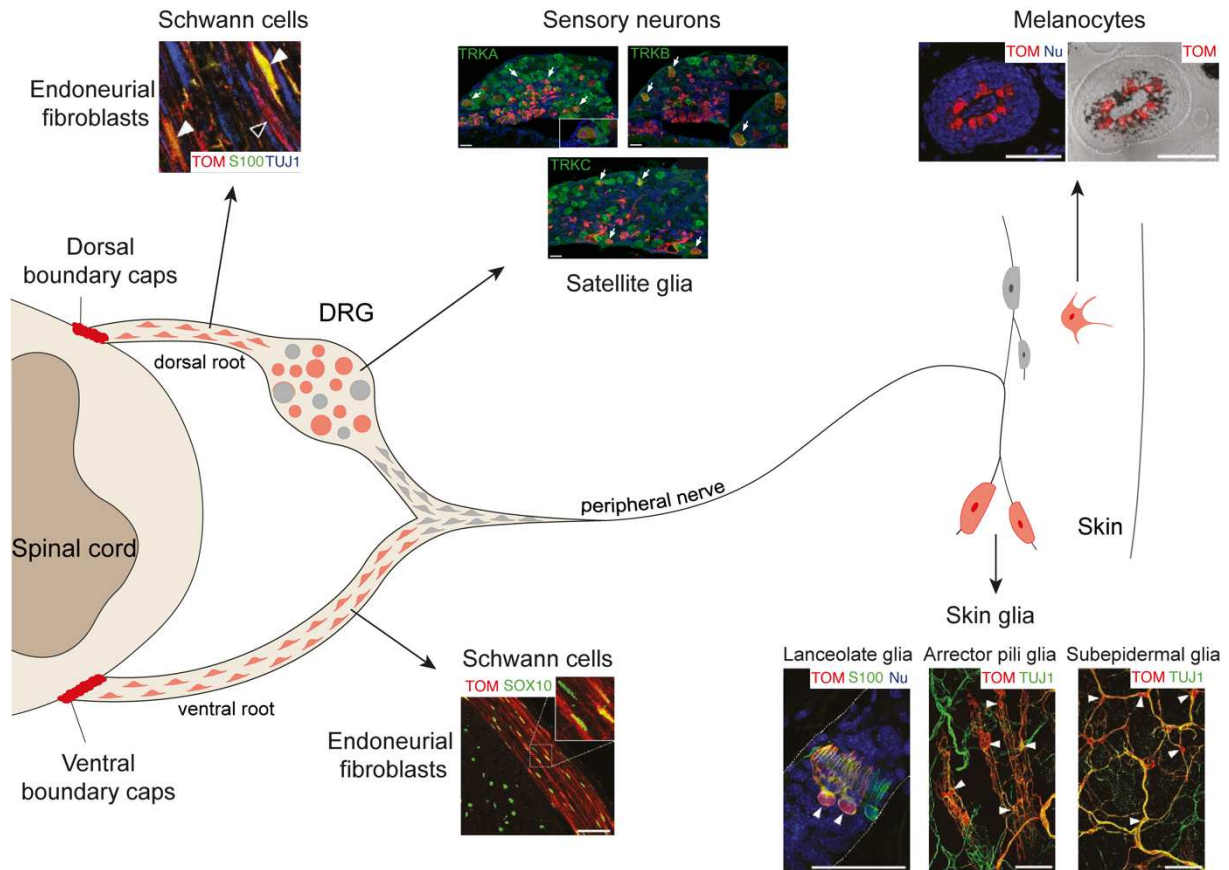 Schwann cells
Endoneurial
fibroblasts
TOM S100 TUJ1
Sensory neurons
TRKA
TRKB
TRKC
Satellite glia
Melanocytes
TOM Nu
TOM
Dorsal
boundary caps
DRG
dorsal root
Spinal cord
peripheral nerve
Skin
ventral root
Ventral
boundary caps
Schwann cells
TOM SOX10
Endoneurial
fibroblasts
Skin glia
Lanceolate glia
TOM S100 Nu
Arrector pili glia
TOM TUJ1
Subepidermal glia
TOM TUJ1